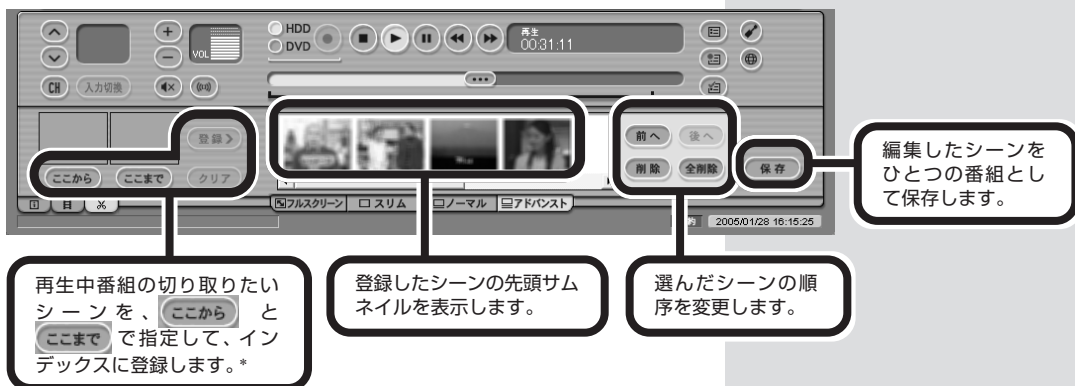 HDD
DVD
VOL
再生
00:31:11
CH
入力切換
登録 >
ここから
ここまで
クリア
前へ
後へ
削除
全削除
保存
フルスクリーン
スリム
ノーマル
アドバンスト
2005/01/28 16:15:25
編集したシーンを
ひとつの番組とし
て保存します。
再生中番組の切り取りたい
シーンを、 ここから と
ここまで で指定して、イン
デックスに登録します。*
登録したシーンの先頭サム
ネイルを表示します。
選んだシーンの順
序を変更します。